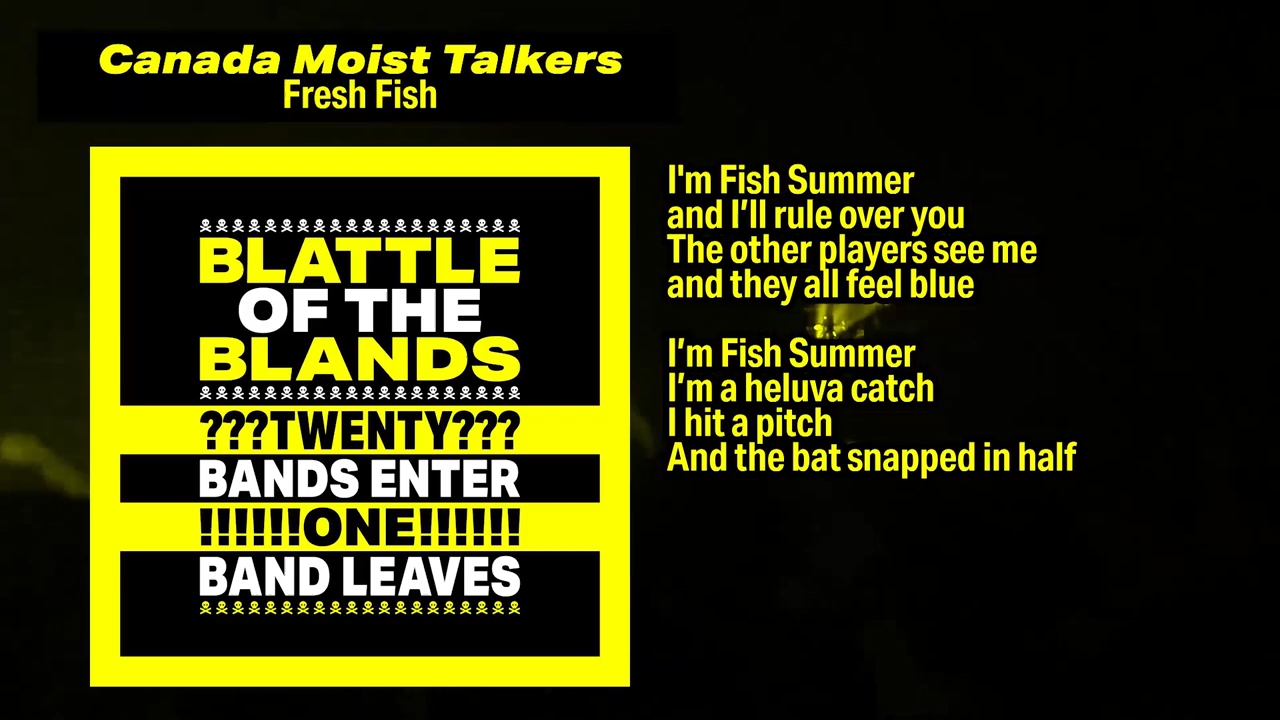 Canada Moist Talkers
Fresh Fish
BLATTLE
OF THE
BLANDS
???TWENTY???
BANDS ENTER
!!!!!!ONE!!!!!!
BAND LEAVES
I'm Fish Summer
and I’ll rule over you
The other players see me
and they all feel blue
I’m Fish Summer
I’m a heluva catch
I hit a pitch
And the bat snapped in half